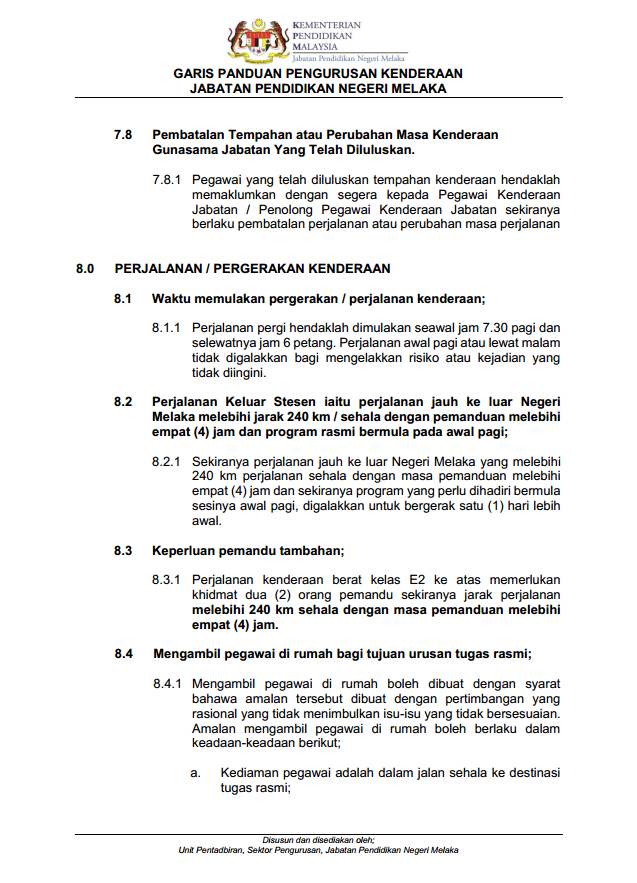 KEMENTERIAN
PENDIDIKAN
MALAYSIA
Jabatan Pendidikan Negeri Melaka
GARIS PANDUAN PENGURUSAN KENDERAAN
JABATAN PENDIDIKAN NEGERI MELAKA
7.8 Pembatalan Tempahan atau Perubahan Masa Kenderaan
Gunasama Jabatan Yang Telah Diluluskan.
7.8.1 Pegawai yang telah diluluskan tempahan kenderaan hendaklah
memaklumkan dengan segera kepada Pegawai Kenderaan
Jabatan / Penolong Pegawai Kenderaan Jabatan sekiranya
berlaku pembatalan perjalanan atau perubahan masa perjalanan
8.0 PERJALANAN / PERGERAKAN KENDERAAN
8.1 Waktu memulakan pergerakan / perjalanan kenderaan;
8.1.1 Perjalanan pergi hendaklah dimulakan seawal jam 7.30 pagi dan
selewatnya jam 6 petang. Perjalanan awal pagi atau lewat malam
tidak digalakkan bagi mengelakkan risiko atau kejadian yang
tidak diingini.
8.2 Perjalanan Keluar Stesen iaitu perjalanan jauh ke luar Negeri
Melaka melebihi jarak 240 km / sehala dengan pemanduan melebihi
empat (4) jam dan program rasmi bermula pada awal pagi;
8.2.1 Sekiranya perjalanan jauh ke luar Negeri Melaka yang melebihi
240 km perjalanan sehala dengan masa pemanduan melebihi
empat (4) jam dan sekiranya program yang perlu dihadiri bermula
sesinya awal pagi, digalakkan untuk bergerak satu (1) hari lebih
awal.
8.3 Keperluan pemandu tambahan;
8.3.1 Perjalanan kenderaan berat kelas E2 ke atas memerlukan
khidmat dua (2) orang pemandu sekiranya jarak perjalanan
melebihi 240 km sehala dengan masa pemanduan melebihi
empat (4) jam.
8.4 Mengambil pegawai di rumah bagi tujuan urusan tugas rasmi;
8.4.1 Mengambil pegawai di rumah boleh dibuat dengan syarat
bahawa amalan tersebut dibuat dengan pertimbangan yang
rasional yang tidak menimbulkan isu-isu yang tidak bersesuaian.
Amalan mengambil pegawai di rumah boleh berlaku dalam
keadaan-keadaan berikut;
a. Kediaman pegawai adalah dalam jalan sehala ke destinasi
tugas rasmi;
Disusun dan disediakan oleh;
Unit Pentadbiran, Sektor Pengurusan, Jabatan Pendidikan Negeri Melaka